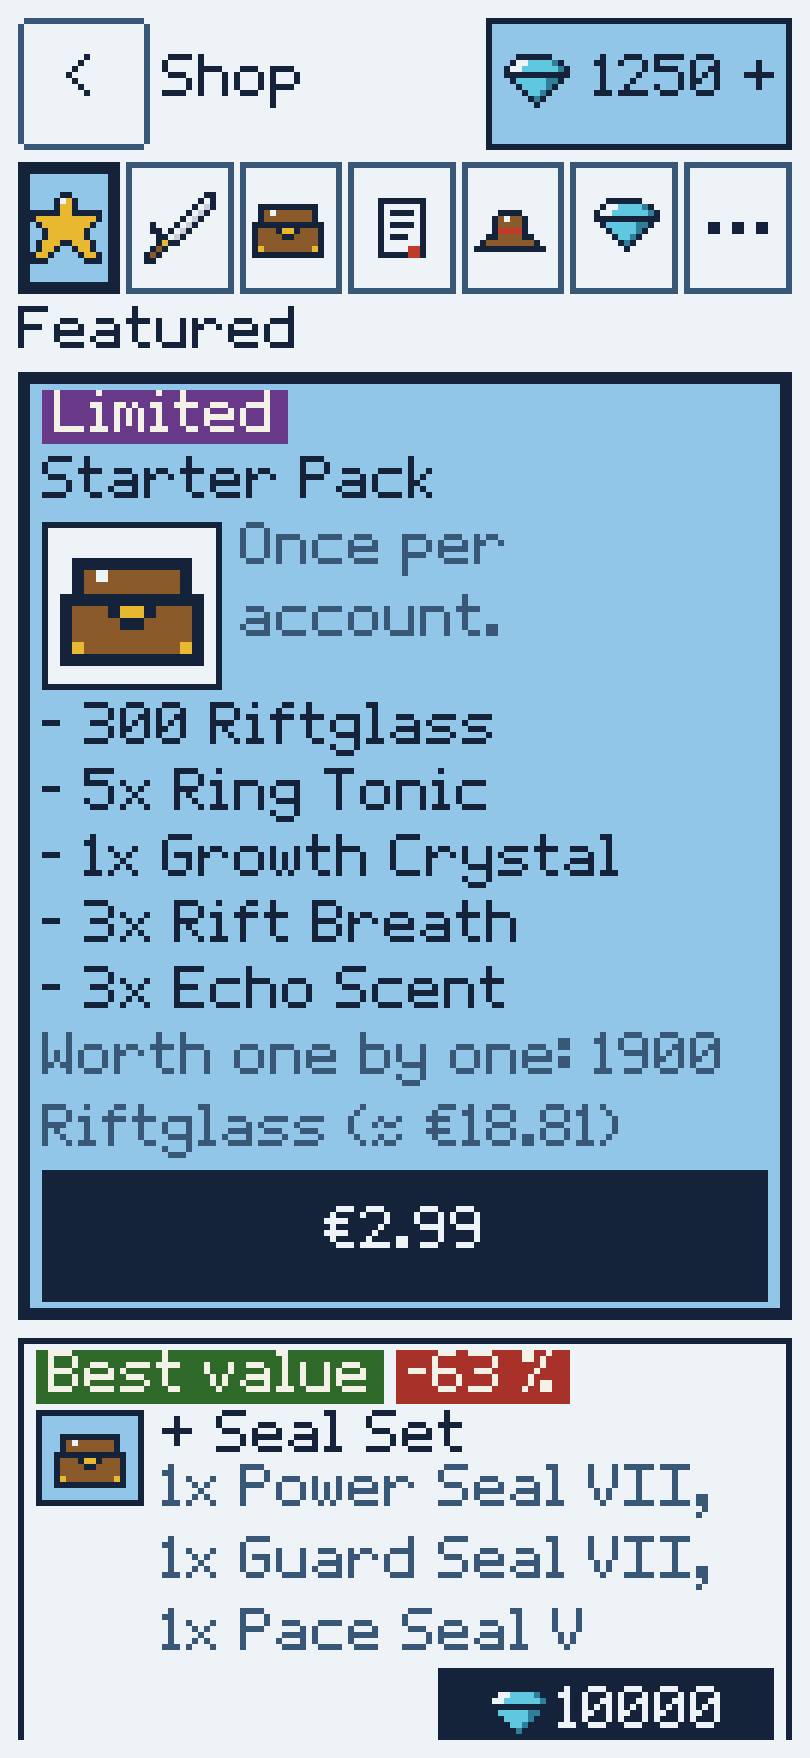 Shop
1250 +
Featured
Limited
Starter Pack
Once per
account.
- 300 Riftglass
- 5x Ring Tonic
- 1x Growth Crystal
- 3x Rift Breath
- 3x Echo Scent
Worth one by one: 1900
Riftglass (≈ €18.81)
€2.99
Best value -63 %
+ Seal Set
1x Power Seal VII,
1x Guard Seal VII,
1x Pace Seal V
10000